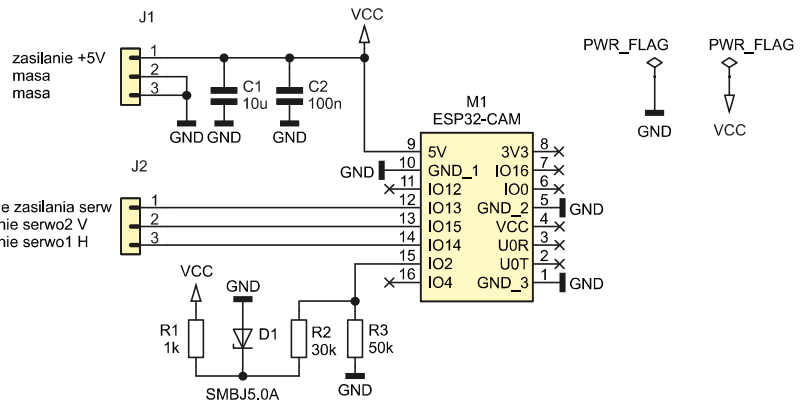 J1
zasilanie +5V
masa
masa
1
2
3
GND
GND
C1
10u
C2
100n
GND
VCC
PWR_FLAG
GND
PWR_FLAG
VCC
M1
ESP32-CAM
9 5V 3V3 8
GND 10 GND_1 IO16 7
11 IO12 IO0 6
12 IO13 GND_2 5 GND
13 IO15 VCC 4
14 IO14 U0R 3
15 IO2 U0T 2
16 IO4 GND_3 1 GND
J2
e zasilania serw 1
nie serwo2 V 2
nie serwo1 H 3
VCC
GND
R1
1k
D1
SMBJ5.0A
R2
30k
R3
50k
GND